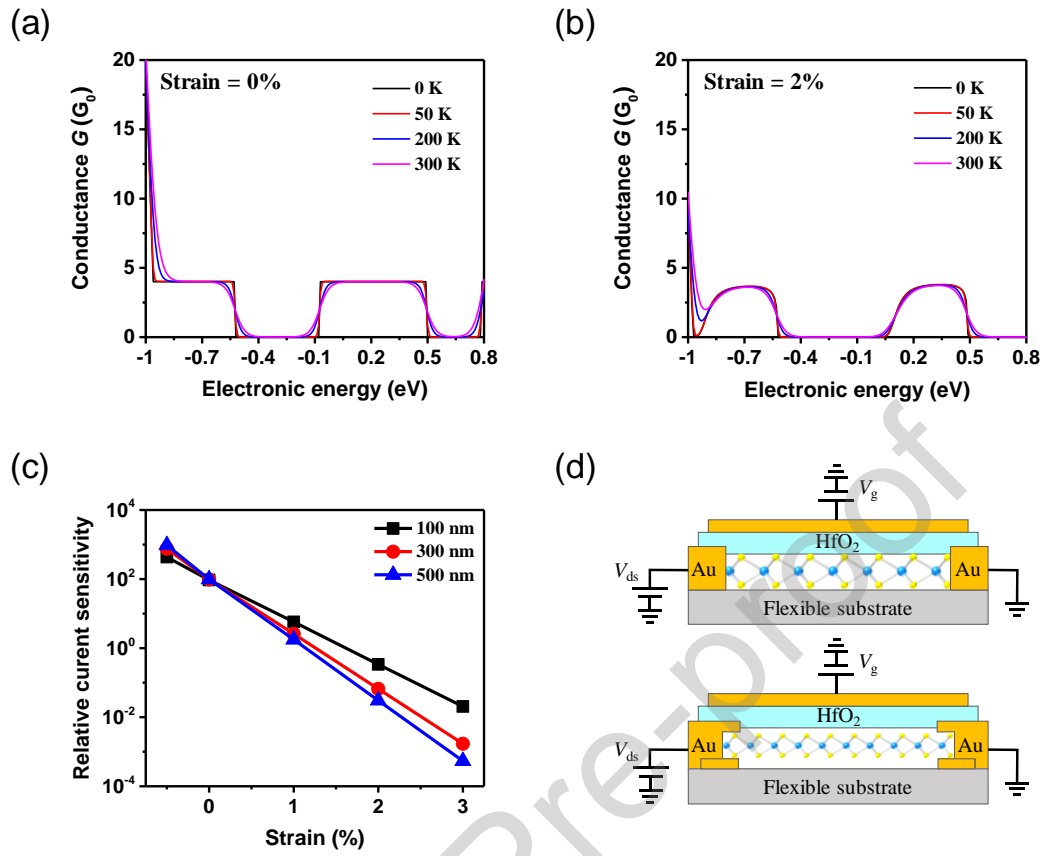 (a)
Strain = 0%
0 K
50 K
200 K
300 K
20
15
10
5
0
Conductance G (G0)
-1 -0.7 -0.4 -0.1 0.2 0.5 0.8
Electronic energy (eV)
(b)
Strain = 2%
0 K
50 K
200 K
300 K
20
15
10
5
0
Conductance G (G0)
-1 -0.7 -0.4 -0.1 0.2 0.5 0.8
Electronic energy (eV)
(c)
100 nm
300 nm
500 nm
10^4
10^2
10^0
10^-2
10^-4
Relative curent sensitivity
0 1 2 3
Strain (%)
(d)
Vg
HfO2
Vds
Au
Au
Flexible substrate
Vg
HfO2
Vds
Au
Au
Flexible substrate
Pre-proof